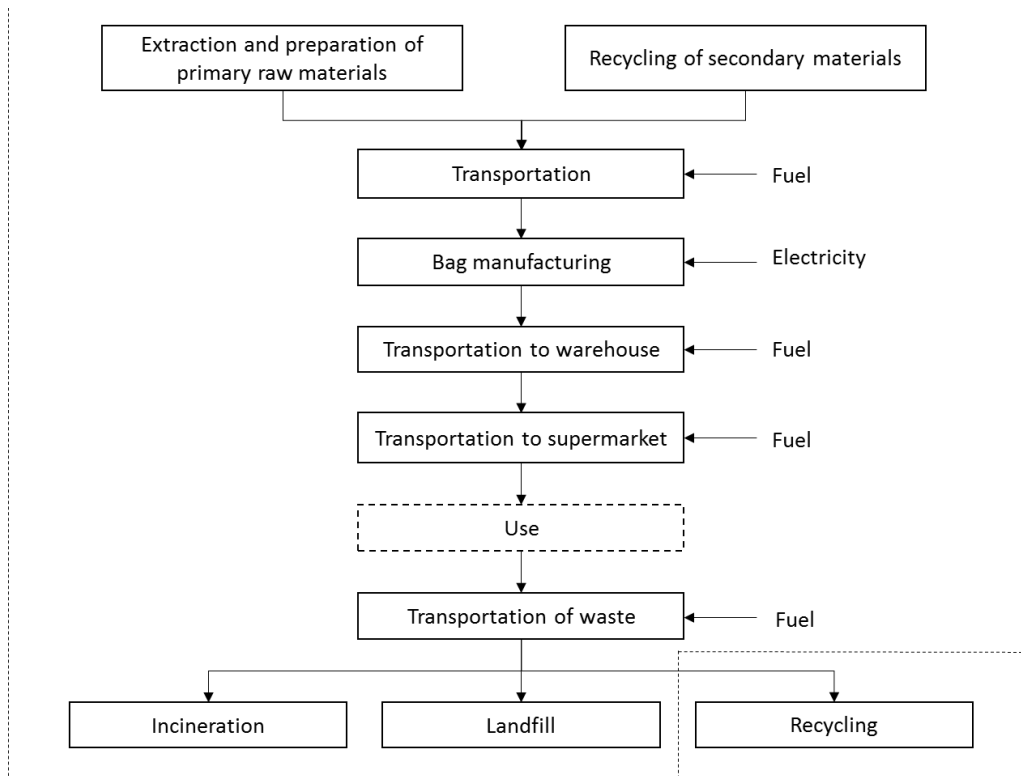 Extraction and preparation of
primary raw materials
Recycling of secondary materials
Transportation
Fuel
Bag manufacturing
Electricity
Transportation to warehouse
Fuel
Transportation to supermarket
Fuel
Use
Transportation of waste
Fuel
Incineration
Landfill
Recycling